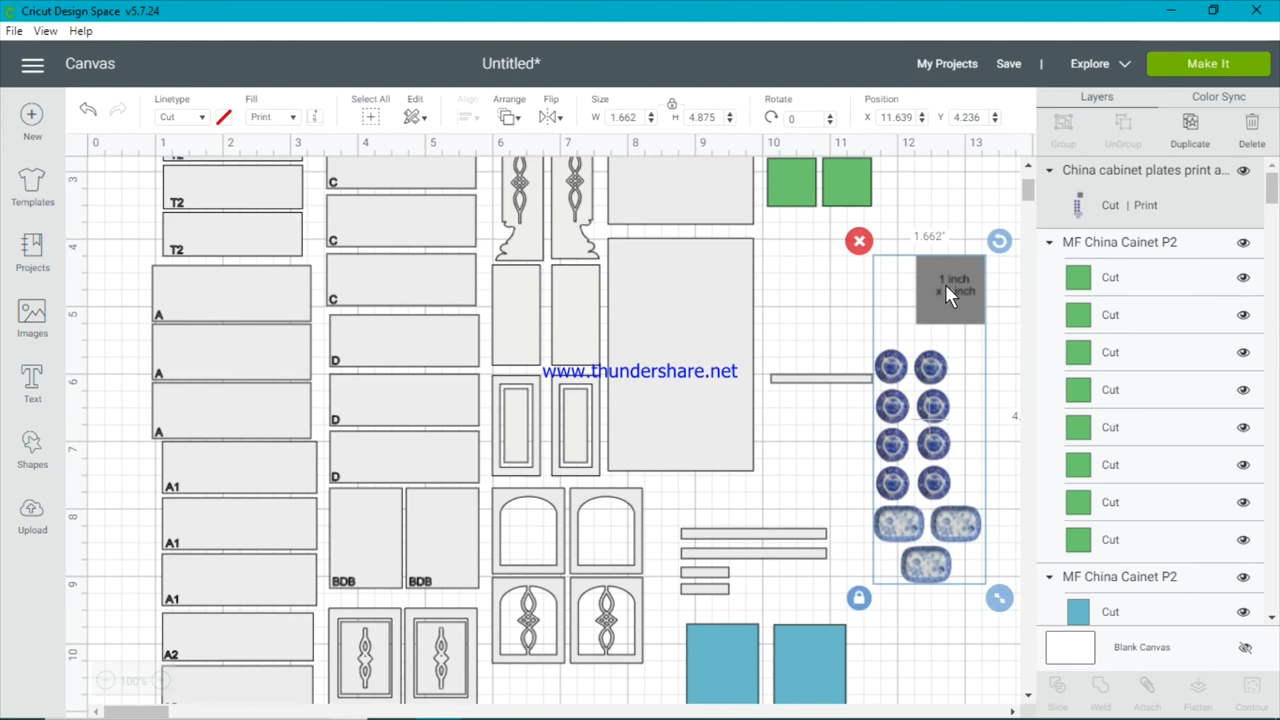 Cricut Design Space v5.7.24
File View Help
Canvas
Untitled*
My Projects Save | Explore Make It
Linetype Fill Select All Edit Align Arrange Flip Size Rotate Position
Cut Print W 1.662 H 4.875 0 X 11.639 Y 4.236
Layers Color Sync
Group UnGroup Duplicate Delete
0 1 2 3 4 5 6 7 8 9 10 11 12 13
3 4 5 6 7 8 9 10
New
Templates
Projects
Images
Text
Shapes
Upload
T2
T2
A
A
A
A1
A1
A1
A2
C
C
C
D
D
D
BDB BDB
1.662"
1 inch
x inch
4.
www.thundershare.net
100%
China cabinet plates print a...
Cut | Print
MF China Cainet P2
Cut
Cut
Cut
Cut
Cut
Cut
Cut
Cut
MF China Cainet P2
Cut
Blank Canvas
Slice Weld Attach Flatten Contour